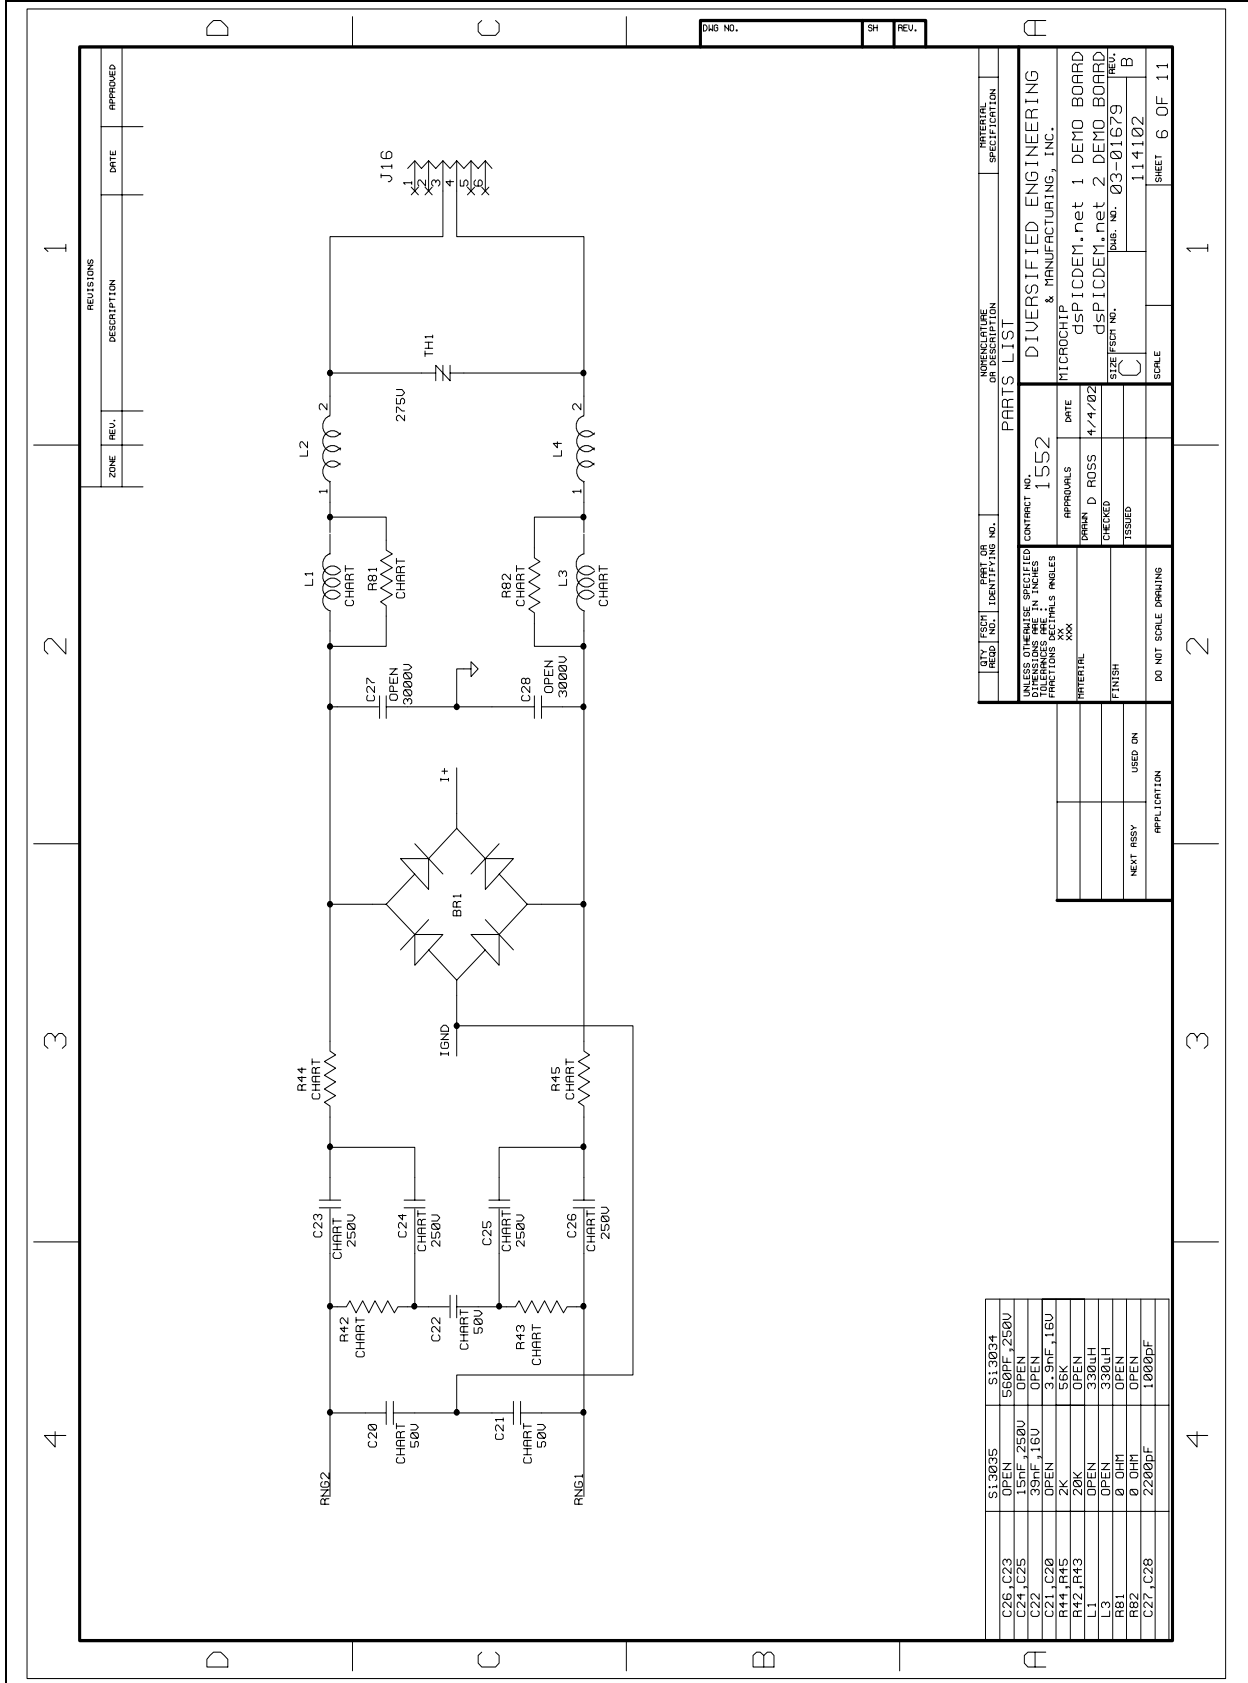 DWG NO. SH REV.
D C B A
4 3 2 1
REVISIONS
ZONE REV. DESCRIPTION DATE APPROVED
RNG2
RNG1
C20
CHART
50V
C21
CHART
50V
R42
CHART
C22
CHART
50V
R43
CHART
C23
CHART
250V
C24
CHART
250V
C25
CHART
250V
C26
CHART
250V
R44
CHART
R45
CHART
IGND
BR1
I+
C27
OPEN
3000V
C28
OPEN
3000V
L1
CHART
R81
CHART
R82
CHART
L3
CHART
1 L2 2
1 L4 2
275V
TH1
J16
1
2
3
4
5
6
Si3035 Si3034
C26,C23 OPEN 560PF,250V
C24,C25 15nF,250V OPEN
C22 39nF,16V OPEN
C21,C20 OPEN 3.9nF,16V
R44,R45 2K 56K
R42,R43 20K OPEN
L1 OPEN 330uH
L3 OPEN 330uH
R81 0 OHM OPEN
R82 0 OHM OPEN
C27,C28 2200pF 1000pF
QTY REQD FSCM NO. PART OR IDENTIFYING NO. NOMENCLATURE OR DESCRIPTION MATERIAL SPECIFICATION
PARTS LIST
UNLESS OTHERWISE SPECIFIED
DIMENSIONS ARE IN INCHES
TOLERANCES ARE:
FRACTIONS DECIMALS ANGLES
XX
XXX
MATERIAL
FINISH
DO NOT SCALE DRAWING
NEXT ASSY USED ON
APPLICATION
CONTRACT NO.
1552
APPROVALS DATE
DRAWN D ROSS 4/4/02
CHECKED
ISSUED
DIVERSIFIED ENGINEERING
& MANUFACTURING, INC.
MICROCHIP
dsPICDEM.net 1 DEMO BOARD
dsPICDEM.net 2 DEMO BOARD
SIZE C FSCM NO. DWG. NO. 03-01679 REV. B
114102
SCALE SHEET 6 OF 11
4 3 2 1
D C A